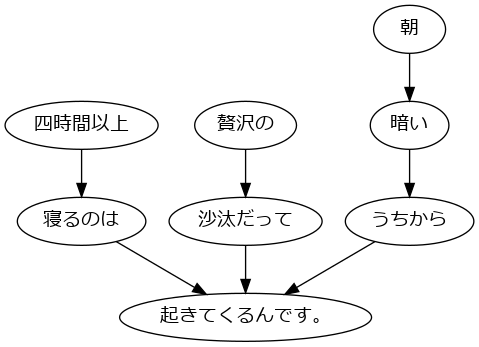 朝
四時間以上
贅沢の
暗い
寝るのは
沙汰だって
うちから
起きてくるんです。